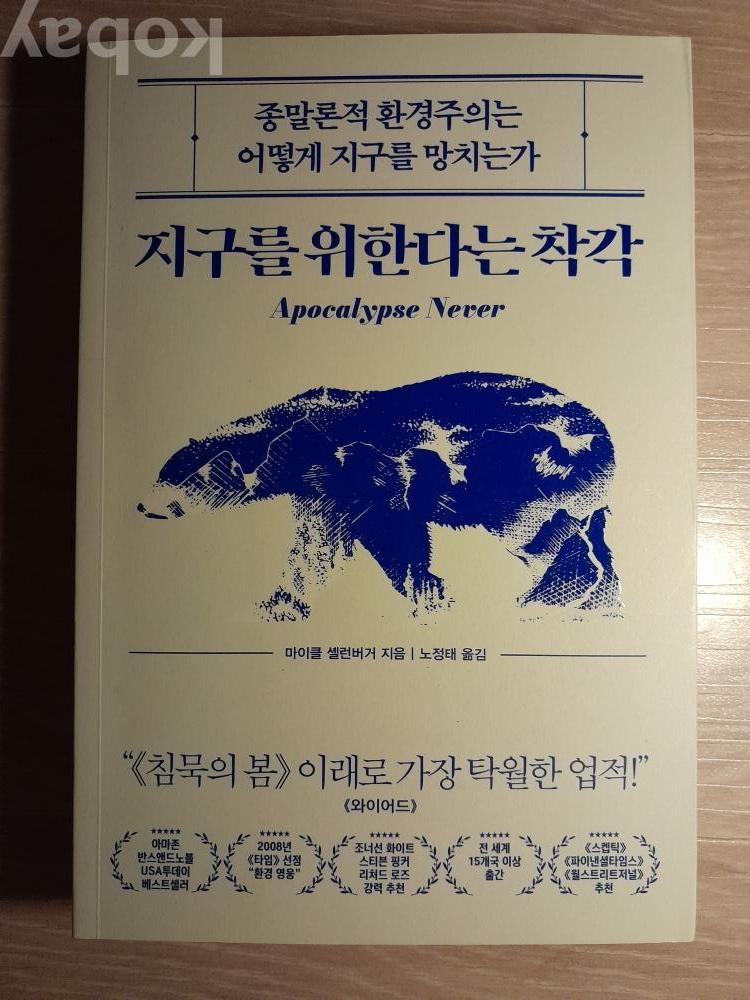 kobay
종말론적 환경주의는
어떻게 지구를 망치는가
지구를 위한다는 착각
Apocalypse Never
마이클 셸런버거 지음 | 노정태 옮김
“《침묵의 봄》 이래로 가장 탁월한 업적!”
《와이어드》
★★★★★
아마존
반스앤드노블
USA투데이
베스트셀러
★★★★★
2008년
《타임》 선정
“환경 영웅”
★★★★★
조너선 화이트
스티븐 핑커
리처드 로즈
강력 추천
★★★★★
전 세계
15개국 이상
출간
★★★★★
《스켑틱》
《파이낸셜타임스》
《월스트리트저널》
추천